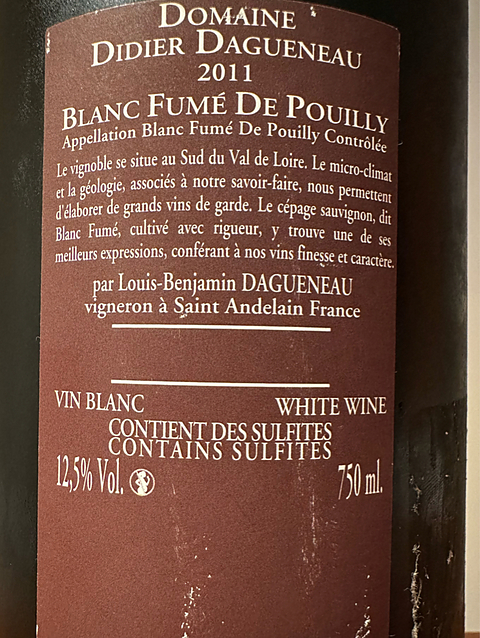 DOMAINE
DIDIER DAGUENEAU
2011
BLANC FUMÉ DE POUILLY
Appellation Blanc Fumé De Pouilly Contrôlée
Le vignoble se situe au Sud du Val de Loire. Le micro-climat
et la géologie, associés à notre savoir-faire, nous permettent
d'élaborer de grands vins de garde. Le cépage sauvignon, dit
Blanc Fumé, cultivé avec rigueur, y trouve une de ses
meilleurs expressions, conférant à nos vins finesse et caractère.
par Louis-Benjamin DAGUENEAU
vigneron à Saint Andelain France
VIN BLANC WHITE WINE
CONTIENT DES SULFITES
CONTAINS SULFITES
12,5% Vol. 750 ml.